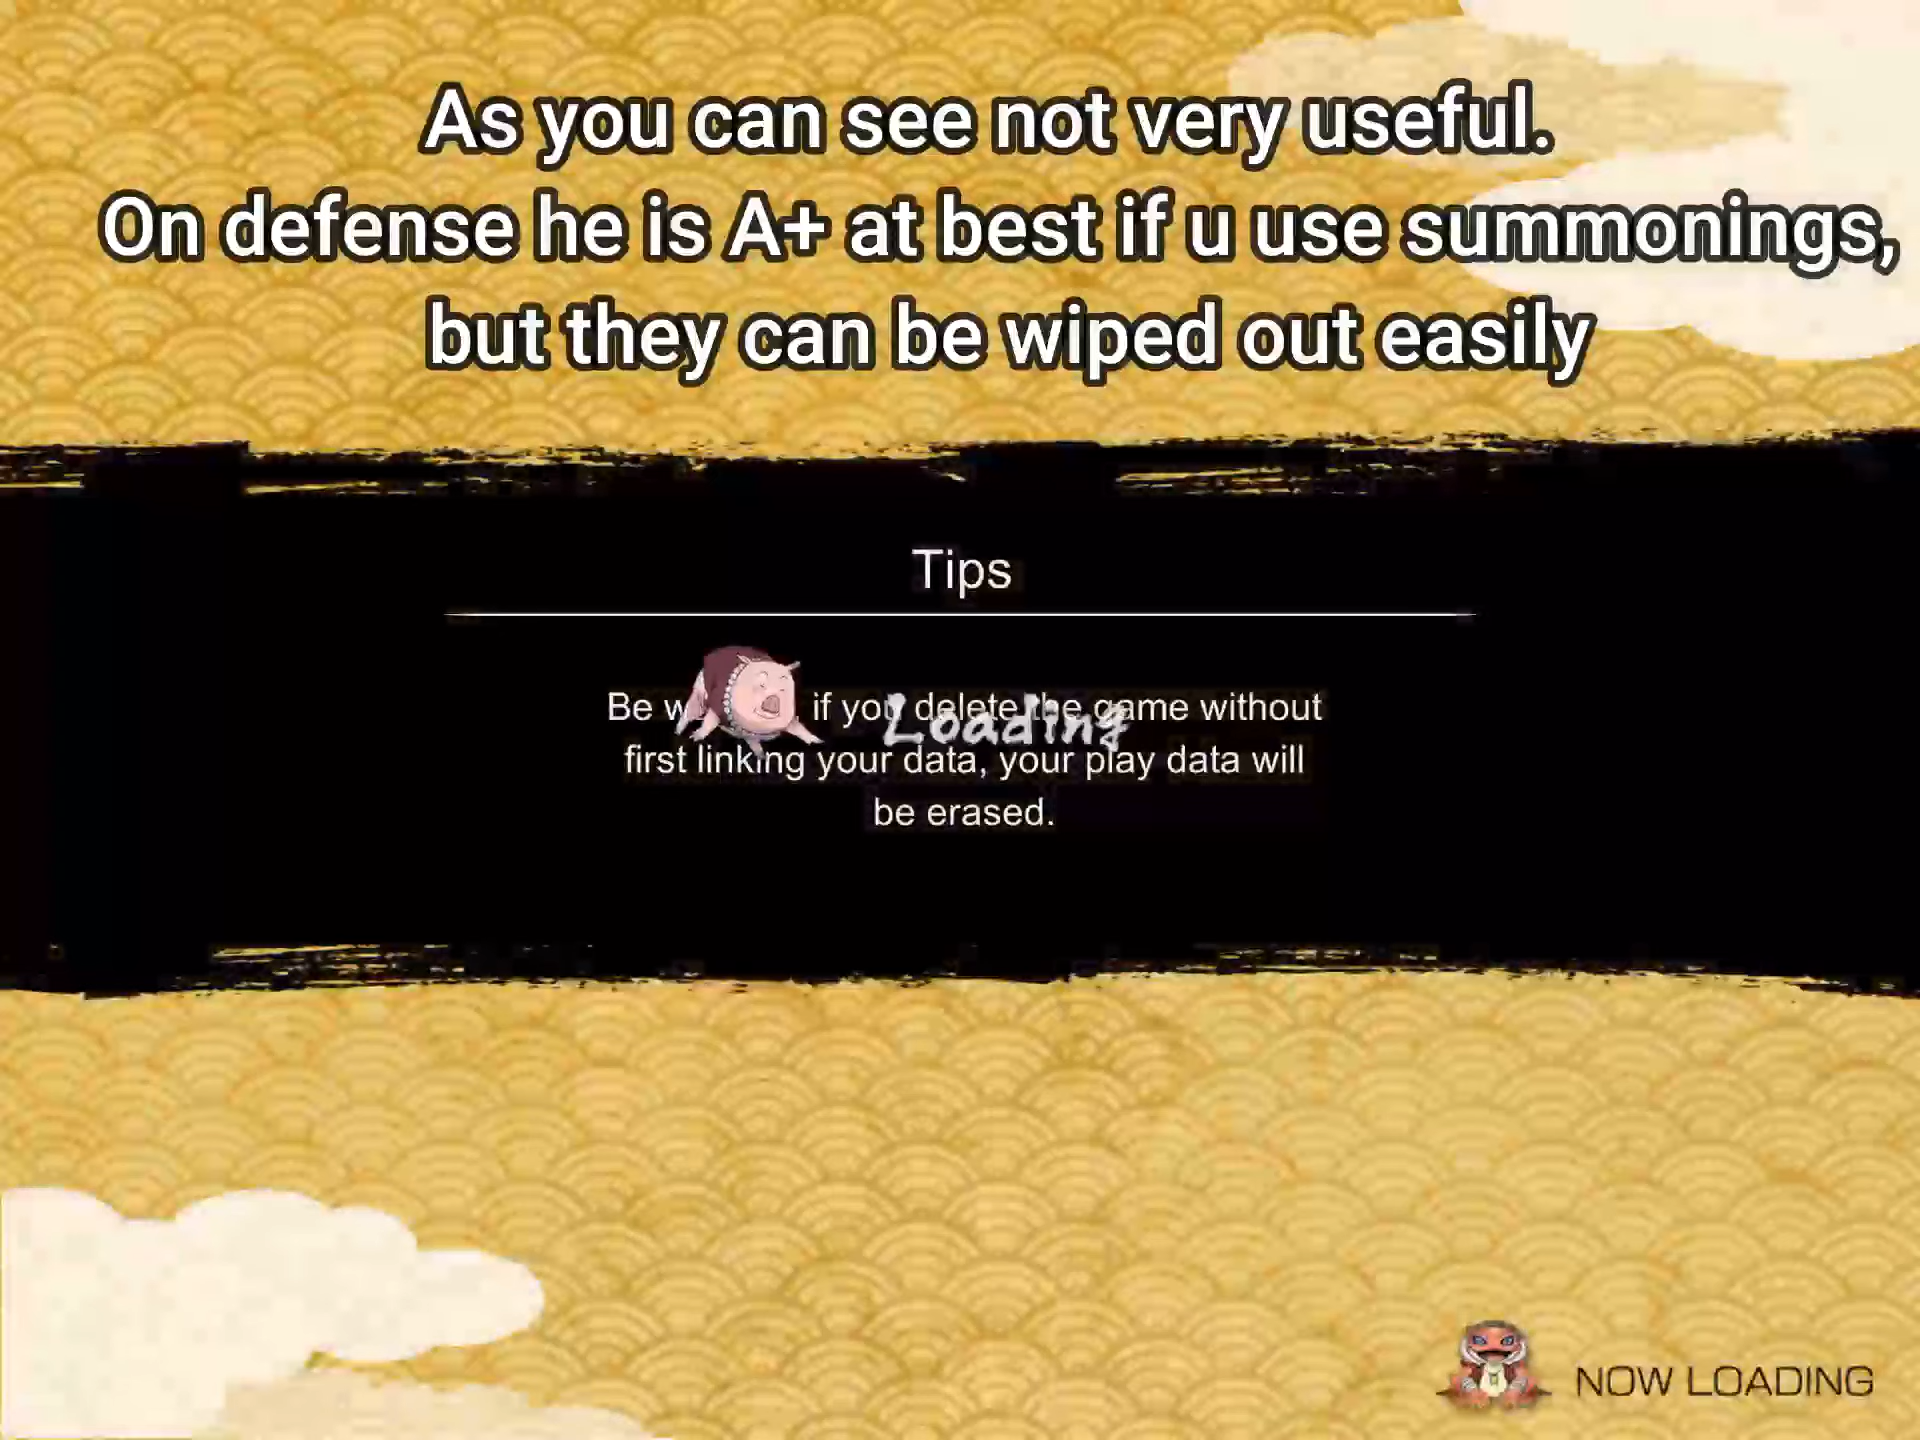 As you can see not very useful.
On defense he is A+ at best if u use summonings,
but they can be wiped out easily
Tips
Be if you delete the game without
Loading
first linking your data, your play data will
be erased.
NOW LOADING